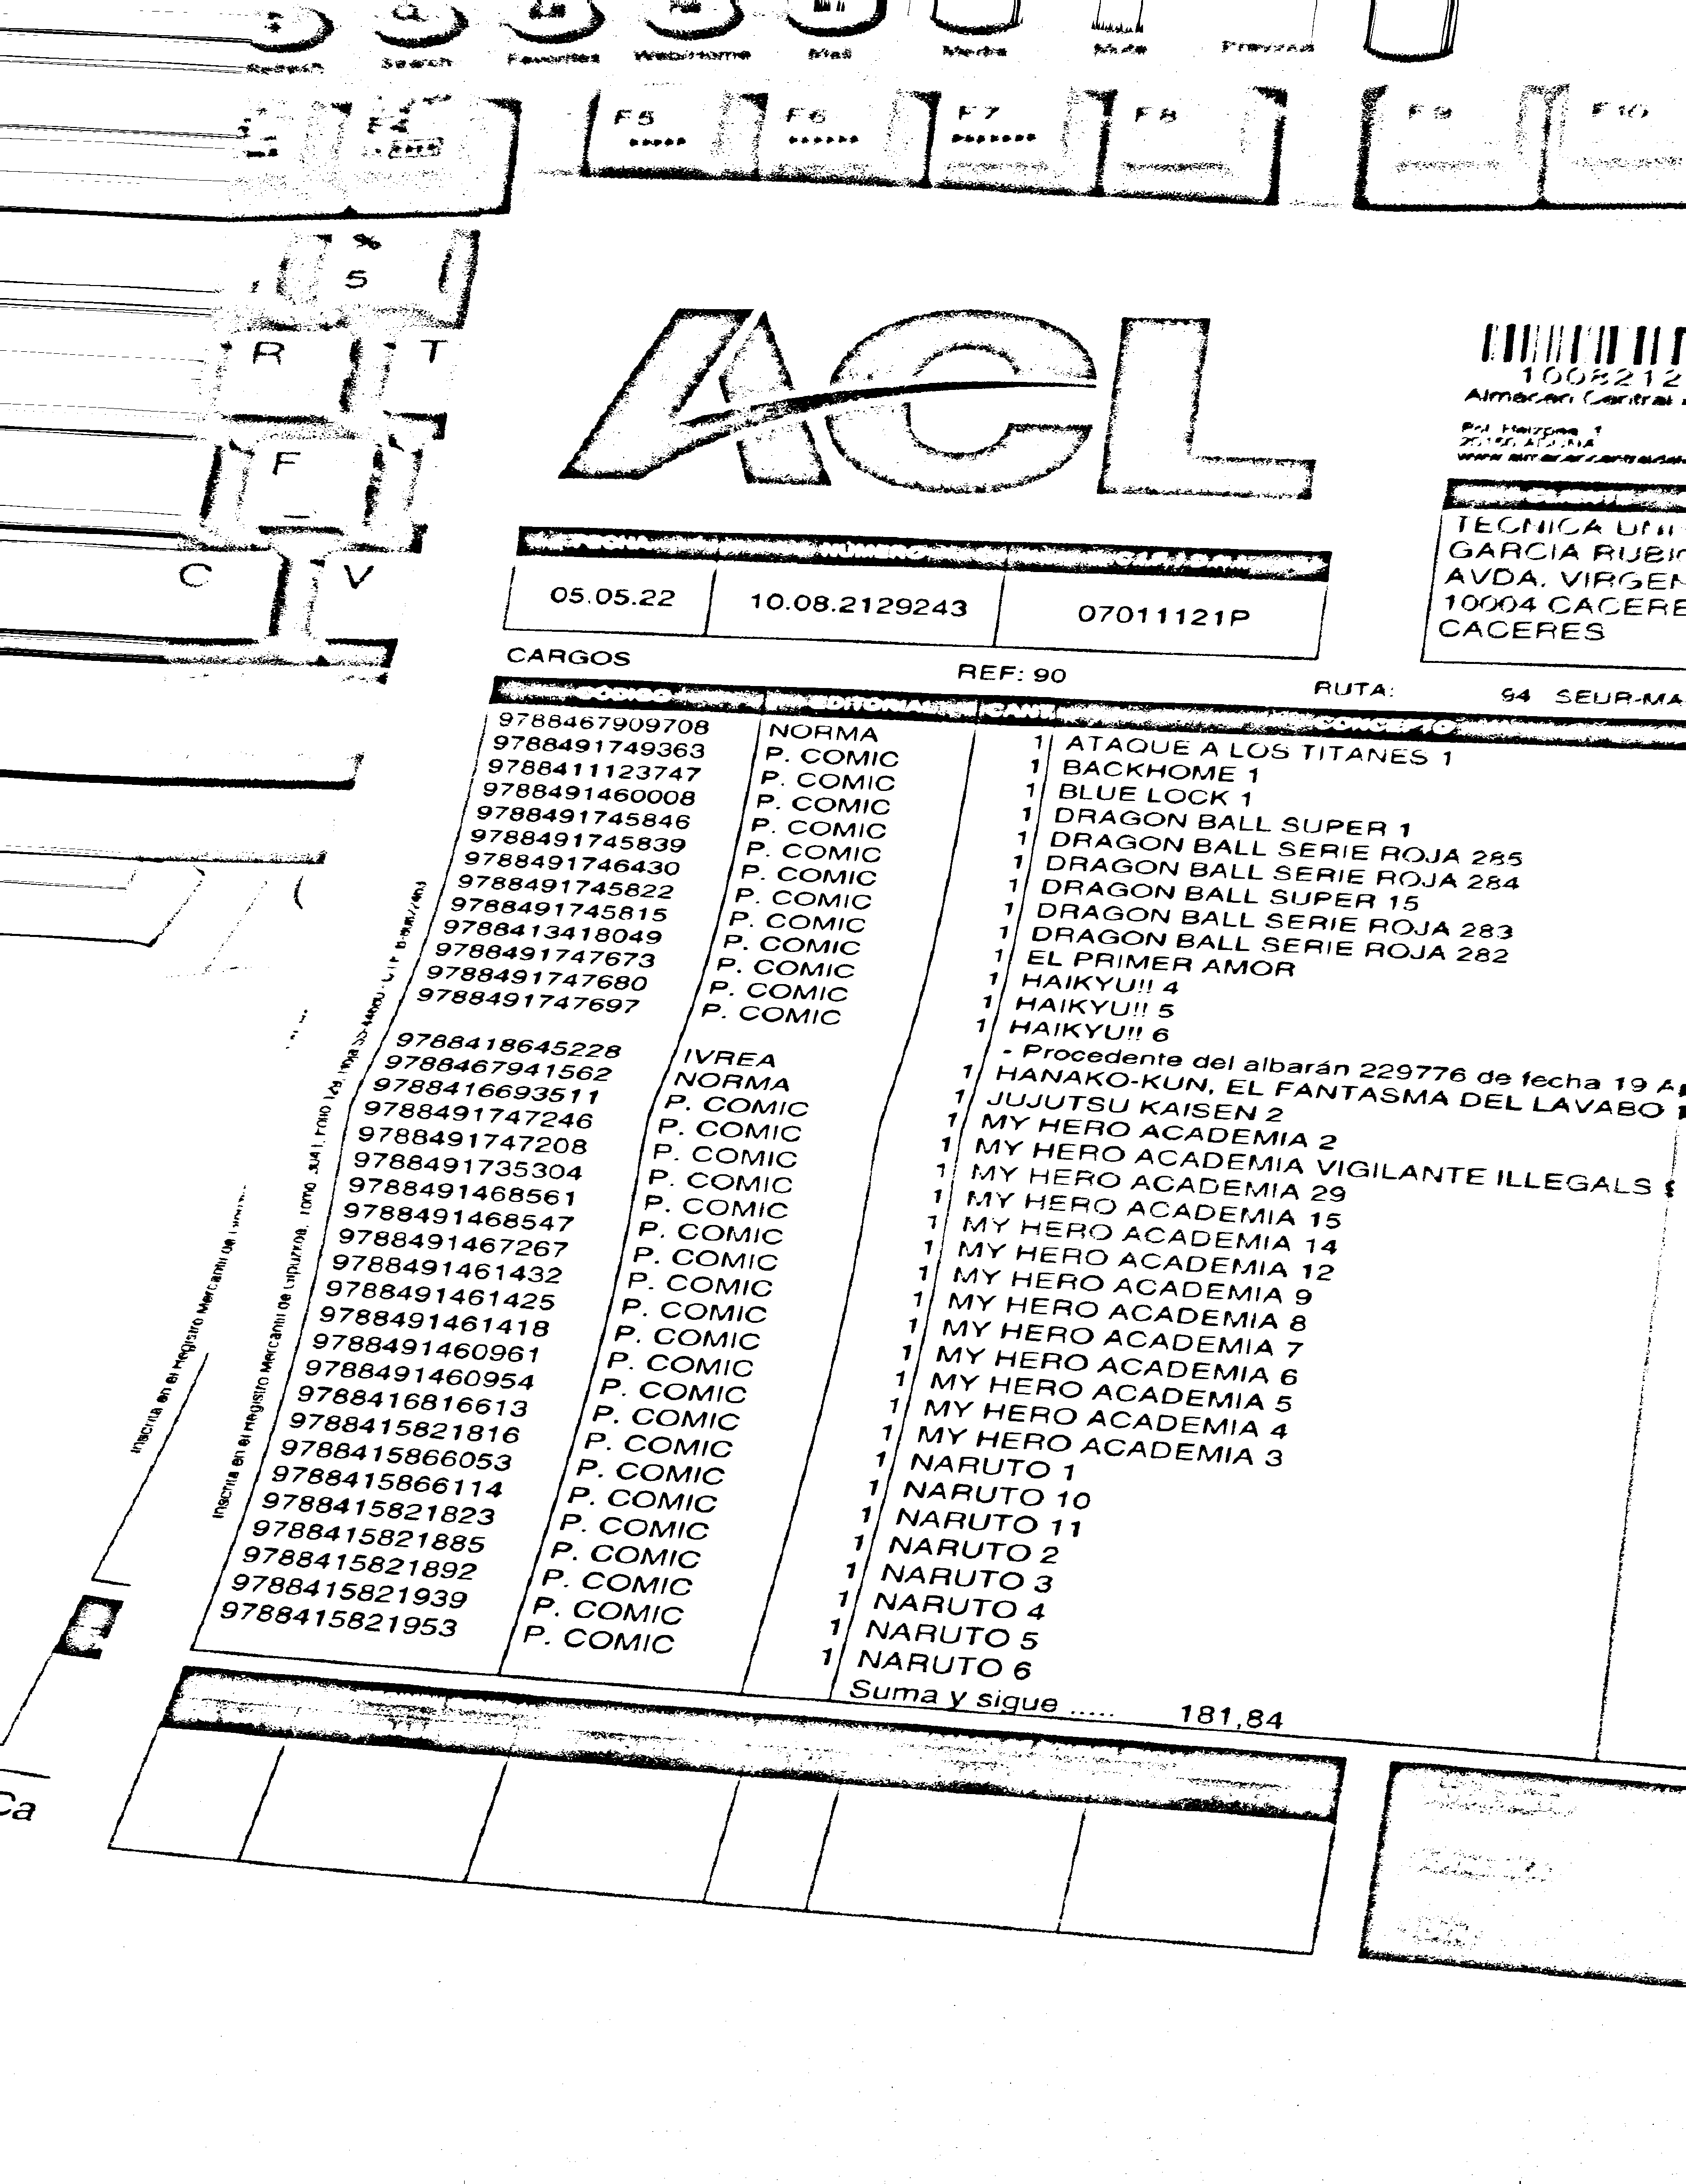 Refresh Search Favorites Web/Home Mail Media Mute
F5 F6 F7 F8 F9 F10
%
5
R T
F
C V
ACL
1008212
Almacen Central
TECNICA UNI
GARCIA RUBIO
AVDA. VIRGEN
10004 CACERE
CACERES
NUMERO
05.05.22 10.08.2129243 07011121P
CARGOS REF: 90 RUTA: 94 SEUR-MA
CÓDIGO EDITORIAL CANT CONCEPTO
9788467909708 NORMA 1 ATAQUE A LOS TITANES 1
9788491749363 P. COMIC 1 BACKHOME 1
9788411123747 P. COMIC 1 BLUE LOCK 1
9788491460008 P. COMIC 1 DRAGON BALL SUPER 1
9788491745846 P. COMIC 1 DRAGON BALL SERIE ROJA 285
9788491745839 P. COMIC 1 DRAGON BALL SERIE ROJA 284
9788491746430 P. COMIC 1 DRAGON BALL SUPER 15
9788491745822 P. COMIC 1 DRAGON BALL SERIE ROJA 283
9788491745815 P. COMIC 1 DRAGON BALL SERIE ROJA 282
9788413418049 P. COMIC 1 EL PRIMER AMOR
9788491747673 P. COMIC 1 HAIKYU!! 4
9788491747680 P. COMIC 1 HAIKYU!! 5
9788491747697 P. COMIC 1 HAIKYU!! 6
- Procedente del albarán 229776 de fecha 19 A
9788418645228 IVREA 1 HANAKO-KUN, EL FANTASMA DEL LAVABO
9788467941562 NORMA 1 JUJUTSU KAISEN 2
9788416693511 P. COMIC 1 MY HERO ACADEMIA 2
9788491747246 P. COMIC 1 MY HERO ACADEMIA VIGILANTE ILLEGALS
9788491747208 P. COMIC 1 MY HERO ACADEMIA 29
9788491735304 P. COMIC 1 MY HERO ACADEMIA 15
9788491468561 P. COMIC 1 MY HERO ACADEMIA 14
9788491468547 P. COMIC 1 MY HERO ACADEMIA 12
9788491467267 P. COMIC 1 MY HERO ACADEMIA 9
9788491461432 P. COMIC 1 MY HERO ACADEMIA 8
9788491461425 P. COMIC 1 MY HERO ACADEMIA 7
9788491461418 P. COMIC 1 MY HERO ACADEMIA 6
9788491460961 P. COMIC 1 MY HERO ACADEMIA 5
9788491460954 P. COMIC 1 MY HERO ACADEMIA 4
9788416816613 P. COMIC 1 MY HERO ACADEMIA 3
9788415821816 P. COMIC 1 NARUTO 1
9788415866053 P. COMIC 1 NARUTO 10
9788415866114 P. COMIC 1 NARUTO 11
9788415821823 P. COMIC 1 NARUTO 2
9788415821885 P. COMIC 1 NARUTO 3
9788415821892 P. COMIC 1 NARUTO 4
9788415821939 P. COMIC 1 NARUTO 5
9788415821953 P. COMIC 1 NARUTO 6
Suma y sigue ..... 181,84
Inscrita en el Registro Mercantil de Guipúzcoa,
Inscrita en el Registro Mercantil de
Ca